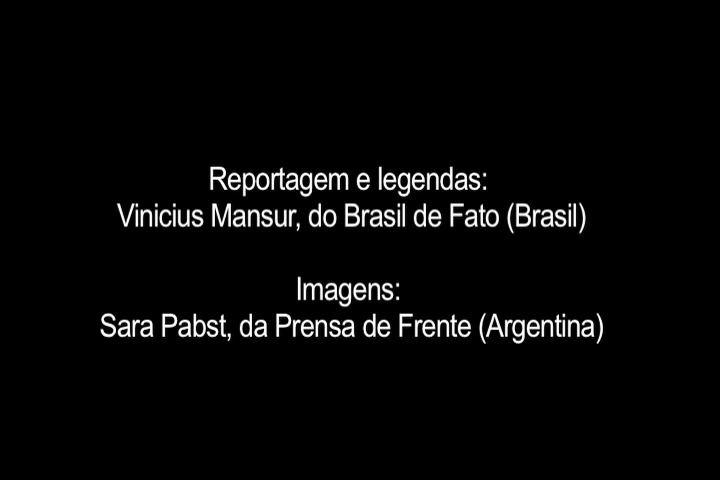 Reportagem e legendas:
Vinicius Mansur, do Brasil de Fato (Brasil)
Imagens:
Sara Pabst, da Prensa de Frente (Argentina)